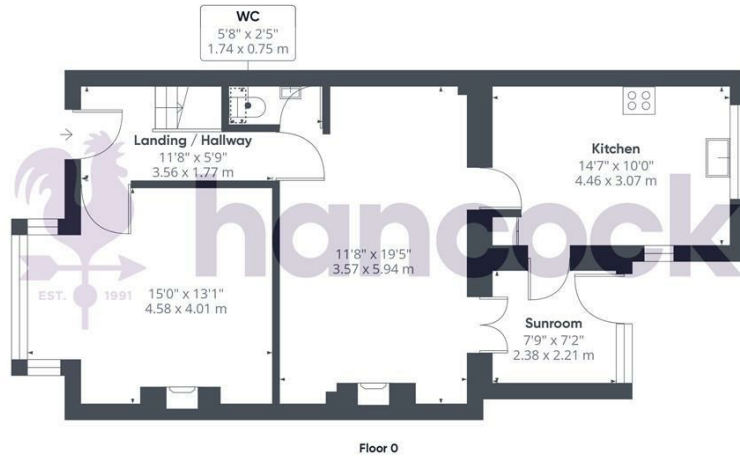 WC
5'8" x 2'5"
1.74 x 0.75 m
Landing / Hallway
11'8" x 5'9"
3.56 x 1.77 m
Kitchen
14'7" x 10'0"
4.46 x 3.07 m
hancock
EST. 1991
15'0" x 13'1"
4.58 x 4.01 m
11'8" x 19'5"
3.57 x 5.94 m
Sunroom
7'9" x 7'2"
2.38 x 2.21 m
Floor 0